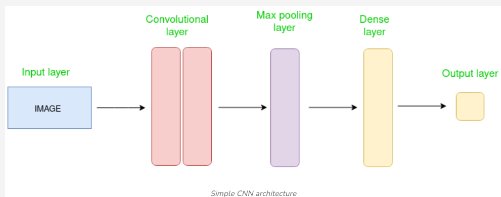 Convolutional
layer
Max pooling
layer
Dense
layer
Input layer
Output layer
IMAGE
Simple CNN architecture